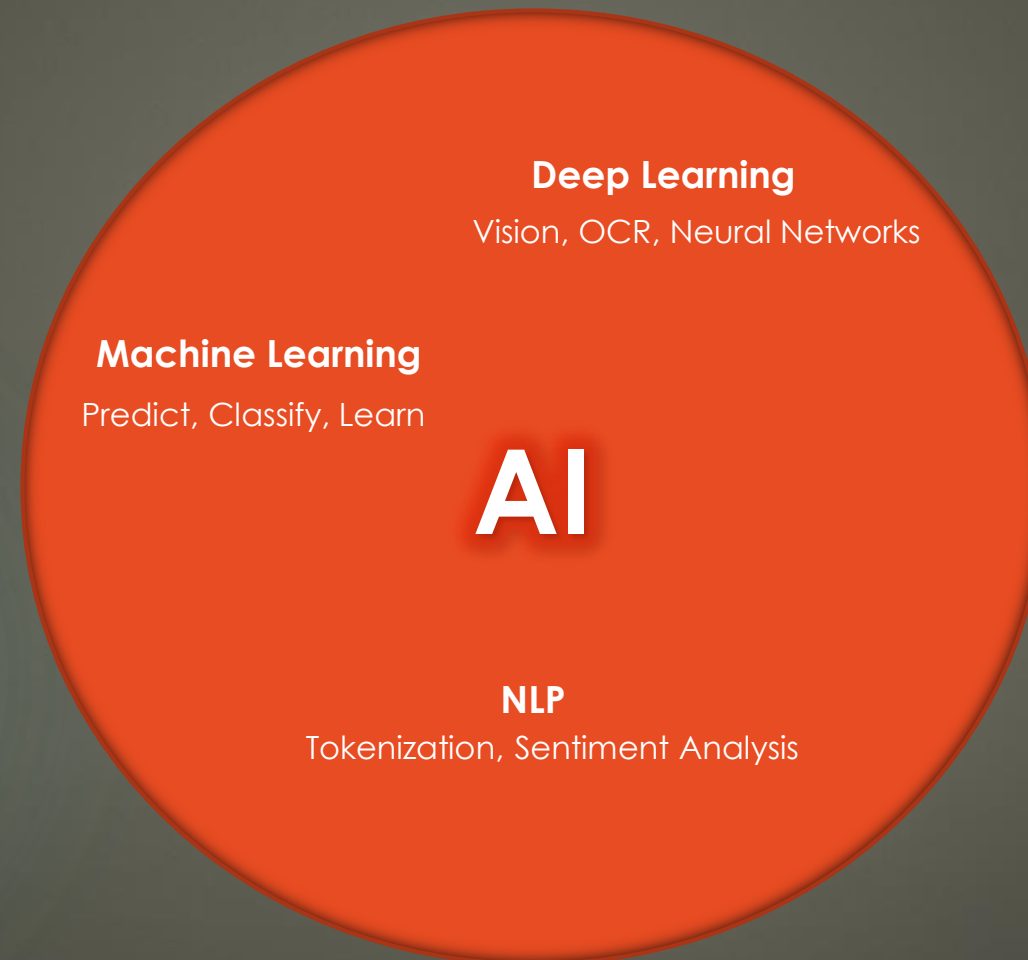 Deep Learning
Vision, OCR, Neural Networks
Machine Learning
Predict, Classify, Learn
AI
NLP
Tokenization, Sentiment Analysis